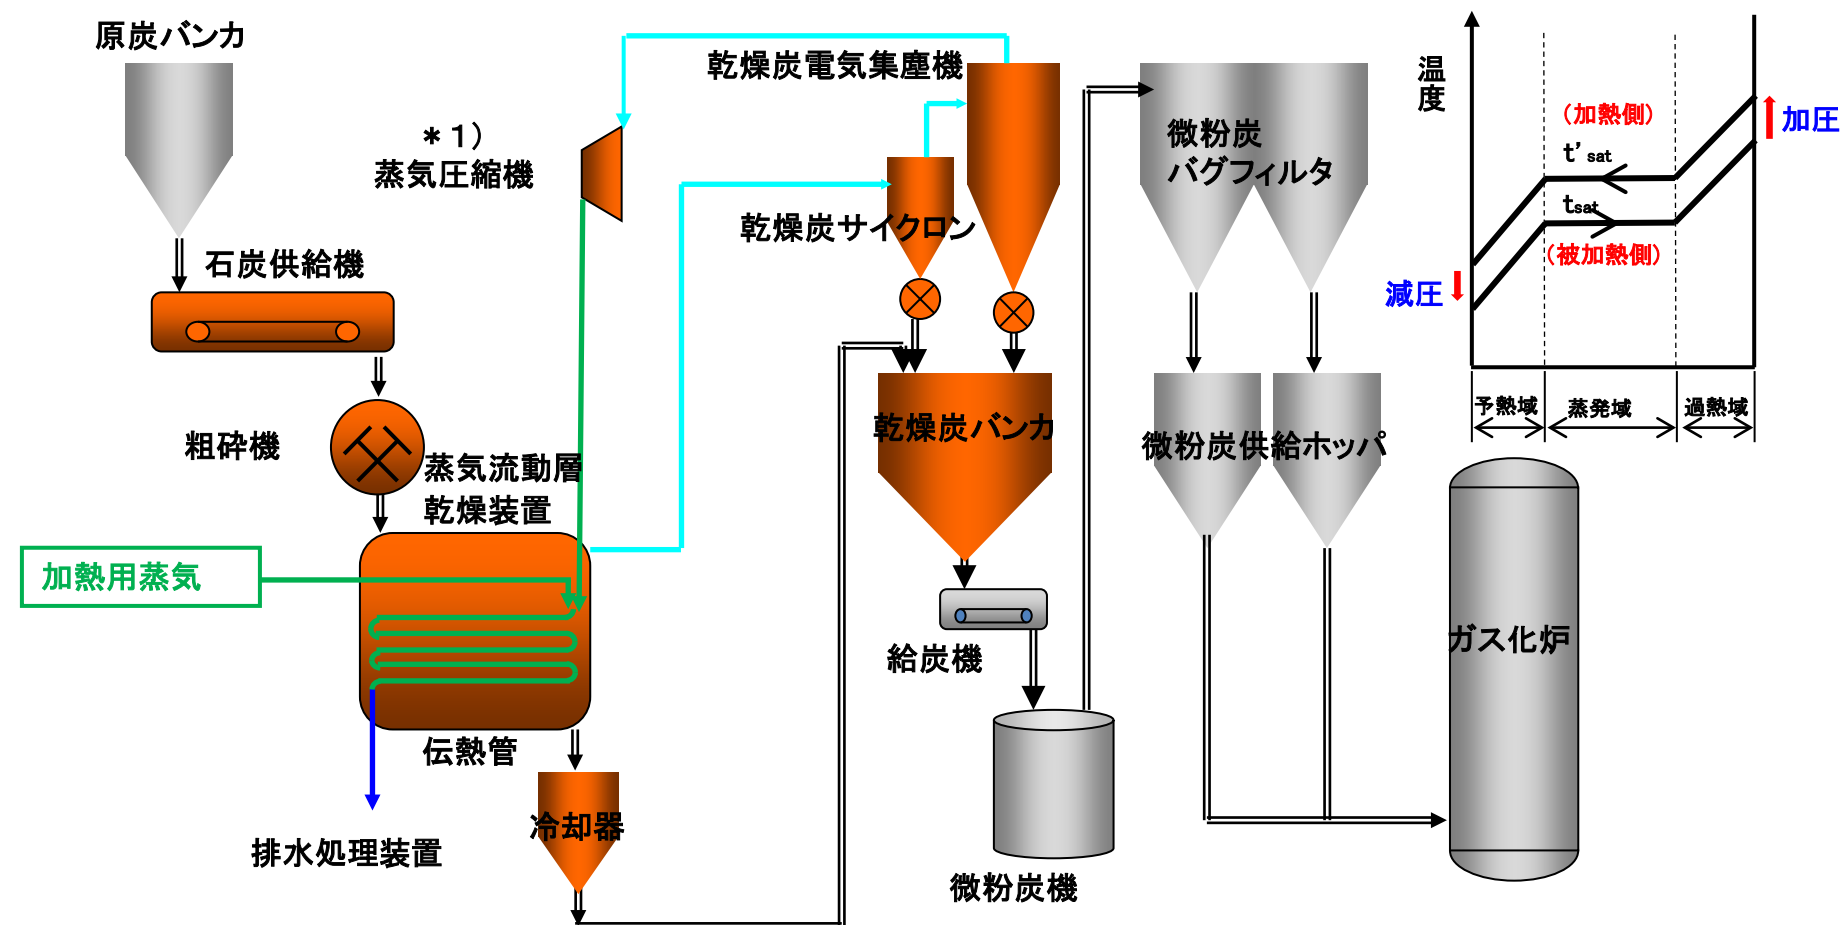 原炭バンカ
石炭供給機
粗砕機
*1)
蒸気圧縮機
乾燥炭電気集塵機
乾燥炭サイクロン
蒸気流動層
乾燥装置
加熱用蒸気
伝熱管
排水処理装置
冷却器
乾燥炭バンカ
給炭機
微粉炭機
微粉炭
バグフィルタ
微粉炭供給ホッパ
ガス化炉
温度
(加熱側)
t'sat
tsat
(被加熱側)
加圧
減圧
予熱域
蒸発域
過熱域